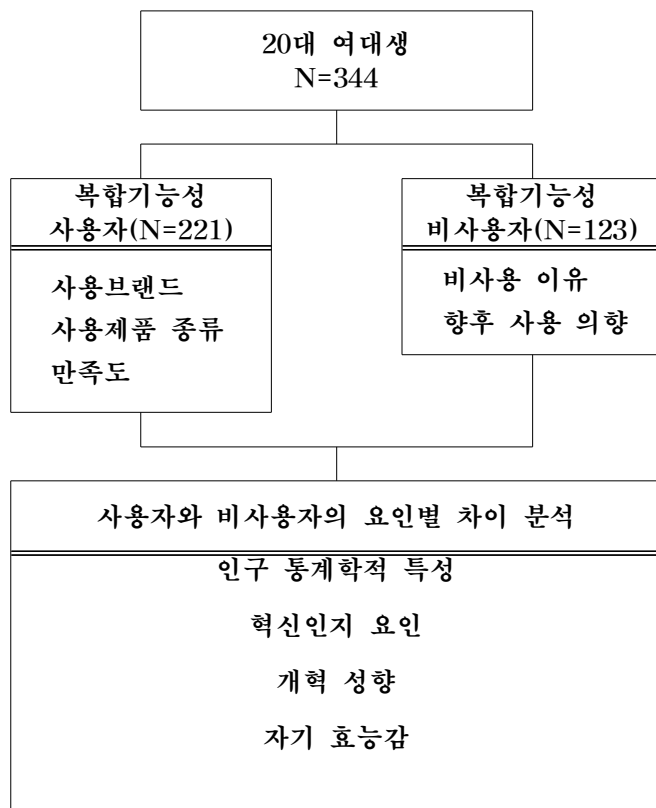 20대 여대생
N=344
복합기능성
사용자(N=221)
사용브랜드
사용제품 종류
만족도
복합기능성
비사용자(N=123)
비사용 이유
향후 사용 의향
사용자와 비사용자의 요인별 차이 분석
인구 통계학적 특성
혁신인지 요인
개혁 성향
자기 효능감